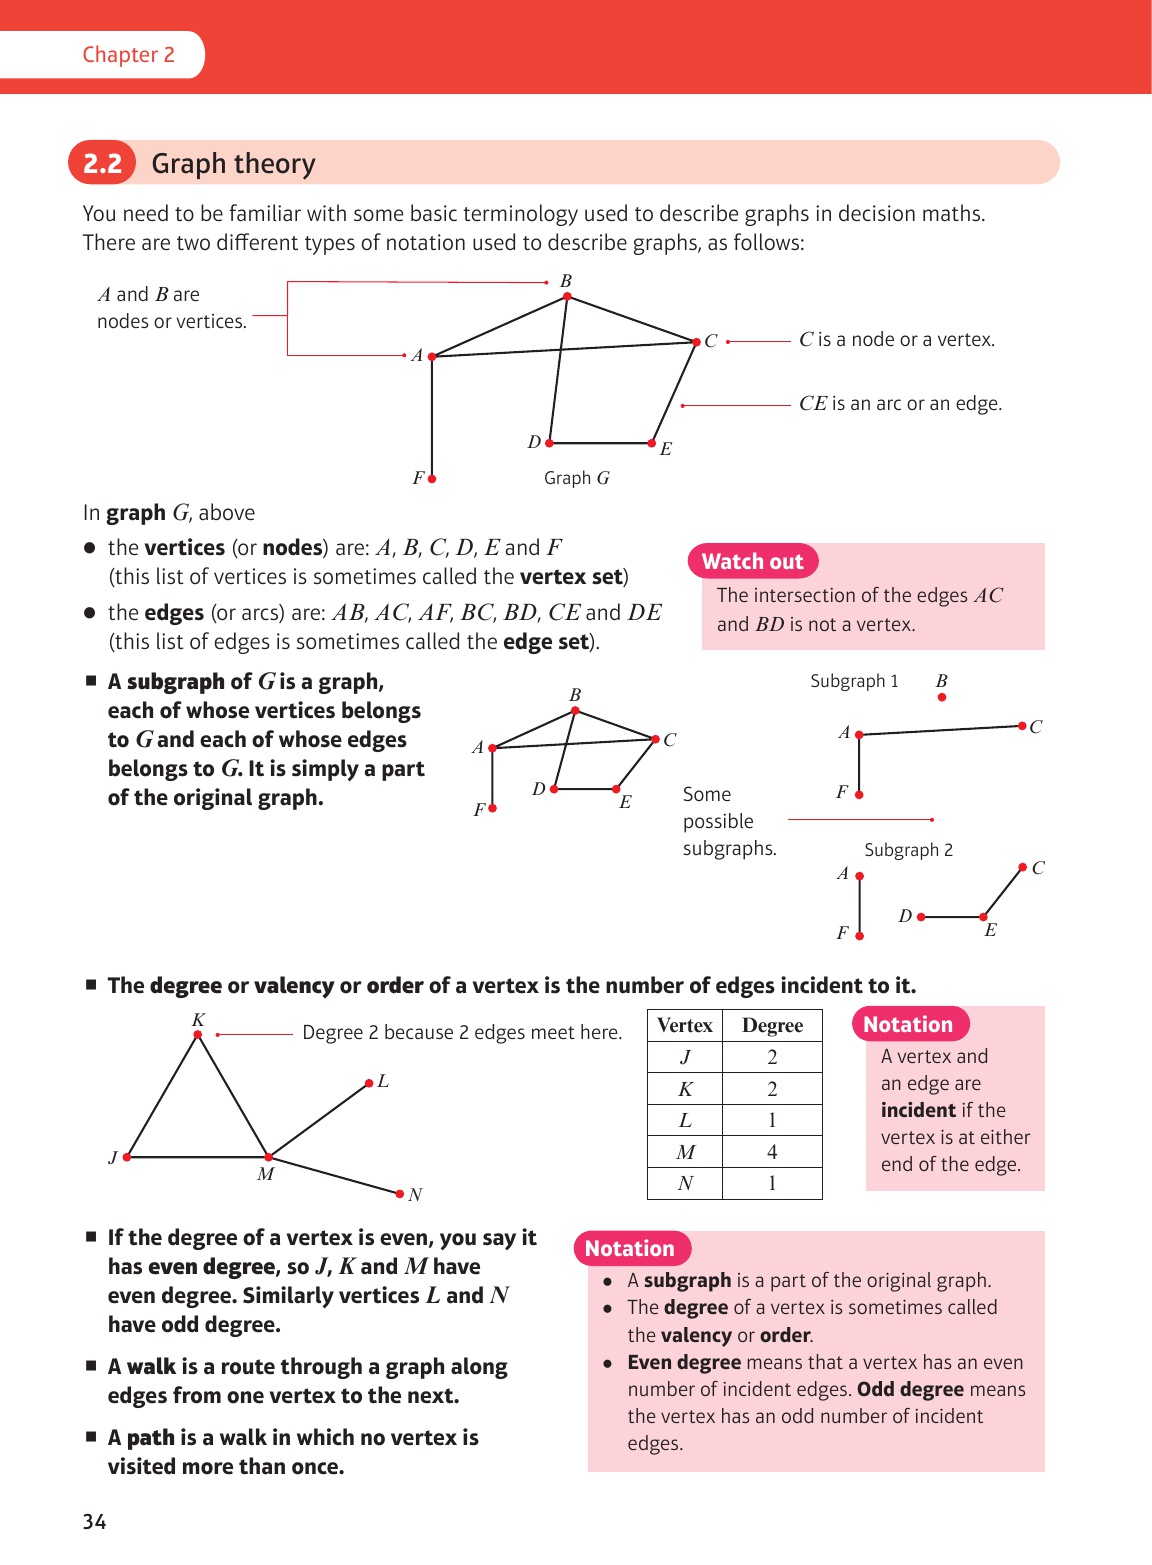 Chapter 2
2.2 Graph theory
You need to be familiar with some basic terminology used to describe graphs in decision maths.
There are two different types of notation used to describe graphs, as follows:
A and B are
nodes or vertices.
B
A
C
C is a node or a vertex.
CE is an arc or an edge.
D
E
F
Graph G
In graph G, above
● the vertices (or nodes) are: A, B, C, D, E and F
(this list of vertices is sometimes called the vertex set)
● the edges (or arcs) are: AB, AC, AF, BC, BD, CE and DE
(this list of edges is sometimes called the edge set).
Watch out
The intersection of the edges AC
and BD is not a vertex.
■ A subgraph of G is a graph,
each of whose vertices belongs
to G and each of whose edges
belongs to G. It is simply a part
of the original graph.
B
A
C
D
E
F
Some
possible
subgraphs.
Subgraph 1
B
A
C
F
Subgraph 2
A
C
D
E
F
■ The degree or valency or order of a vertex is the number of edges incident to it.
K
Degree 2 because 2 edges meet here.
L
J
M
N
Vertex Degree
J 2
K 2
L 1
M 4
N 1
Notation
A vertex and
an edge are
incident if the
vertex is at either
end of the edge.
■ If the degree of a vertex is even, you say it
has even degree, so J, K and M have
even degree. Similarly vertices L and N
have odd degree.
■ A walk is a route through a graph along
edges from one vertex to the next.
■ A path is a walk in which no vertex is
visited more than once.
Notation
● A subgraph is a part of the original graph.
● The degree of a vertex is sometimes called
the valency or order.
● Even degree means that a vertex has an even
number of incident edges. Odd degree means
the vertex has an odd number of incident
edges.
34